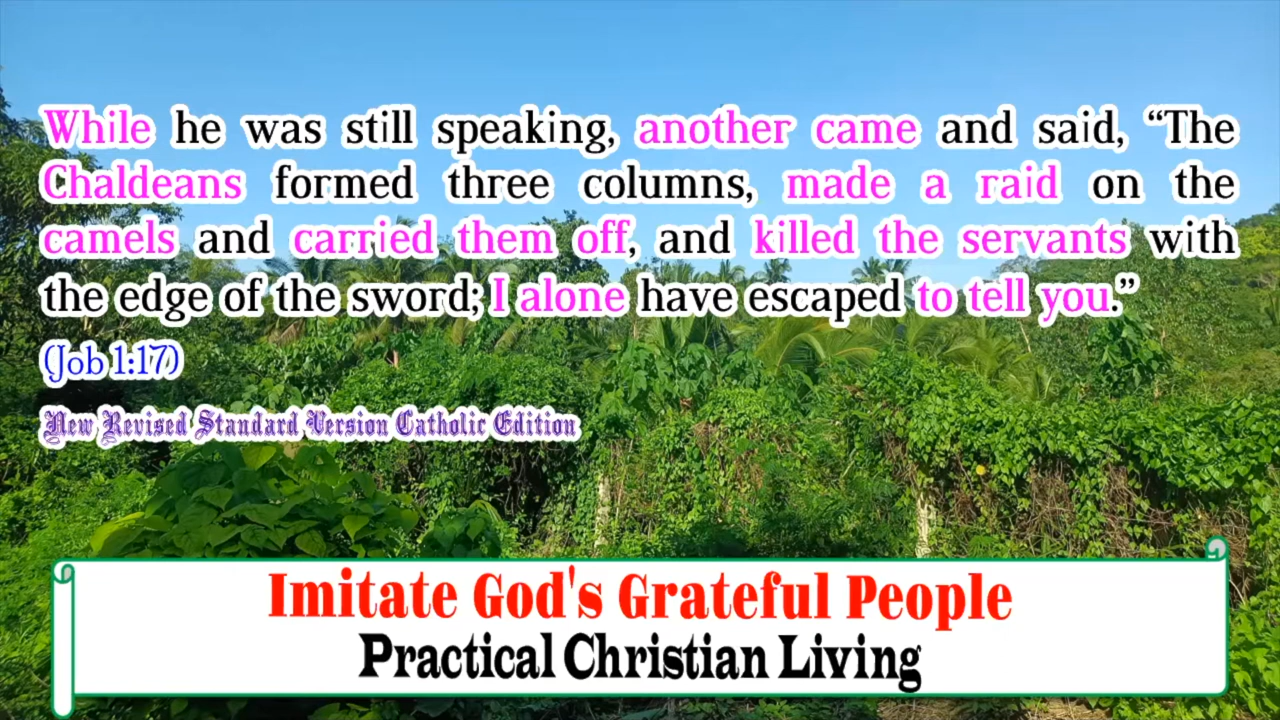 While he was still speaking, another came and said, “The
Chaldeans formed three columns, made a raid on the
camels and carried them off, and killed the servants with
the edge of the sword; I alone have escaped to tell you.”
(Job 1:17)
New Revised Standard Version Catholic Edition
Imitate God's Grateful People
Practical Christian Living